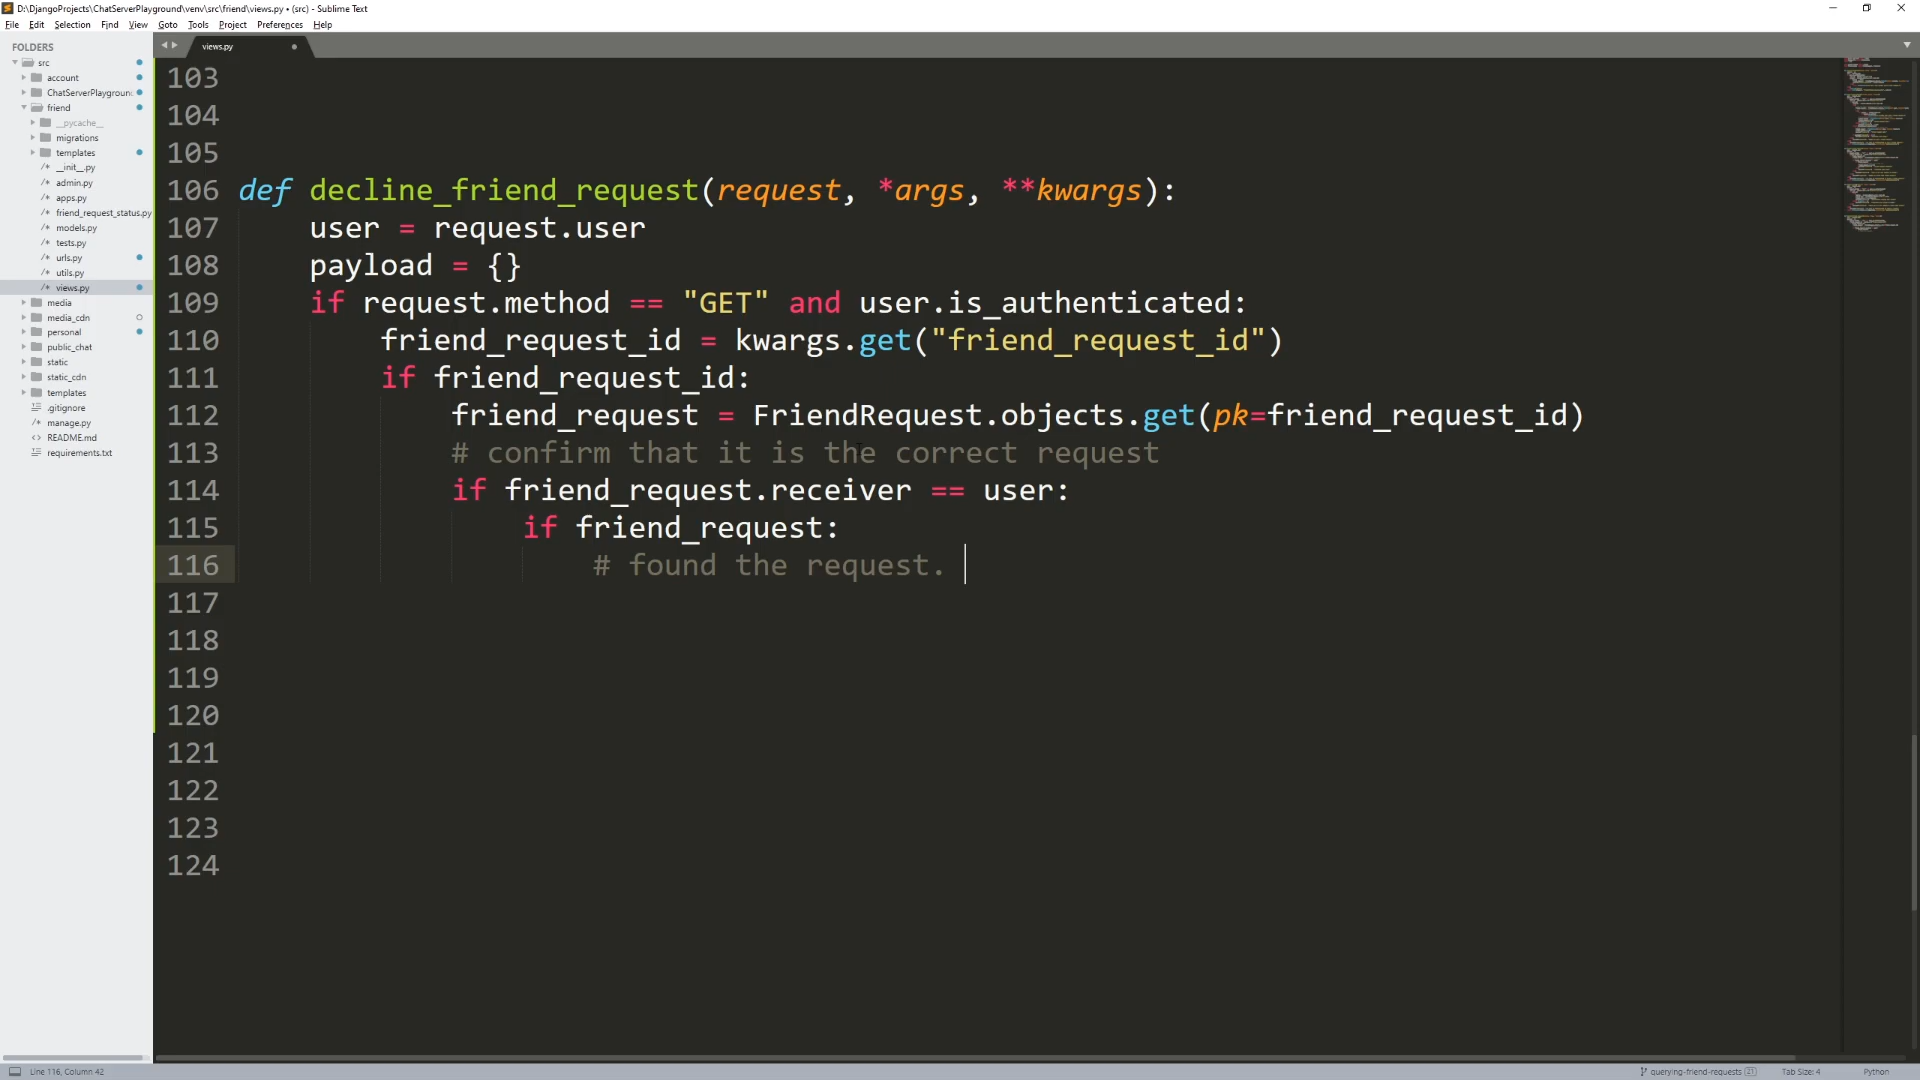 D:\DjangoProjects\ChatServerPlayground\venv\src\friend\views.py • (src) - Sublime Text
File Edit Selection Find View Goto Tools Project Preferences Help
FOLDERS
src
account
ChatServerPlayground
friend
__pycache__
migrations
templates
__init__.py
admin.py
apps.py
friend_request_status.py
models.py
tests.py
urls.py
utils.py
views.py
media
media_cdn
personal
public_chat
static
static_cdn
templates
.gitignore
manage.py
README.md
requirements.txt
views.py
103
104
105
106 def decline_friend_request(request, *args, **kwargs):
107 user = request.user
108 payload = {}
109 if request.method == "GET" and user.is_authenticated:
110 friend_request_id = kwargs.get("friend_request_id")
111 if friend_request_id:
112 friend_request = FriendRequest.objects.get(pk=friend_request_id)
113 # confirm that it is the correct request
114 if friend_request.receiver == user:
115 if friend_request:
116 # found the request.
117
118
119
120
121
122
123
124
Line 116, Column 42
querying-friend-requests 21
Tab Size: 4
Python